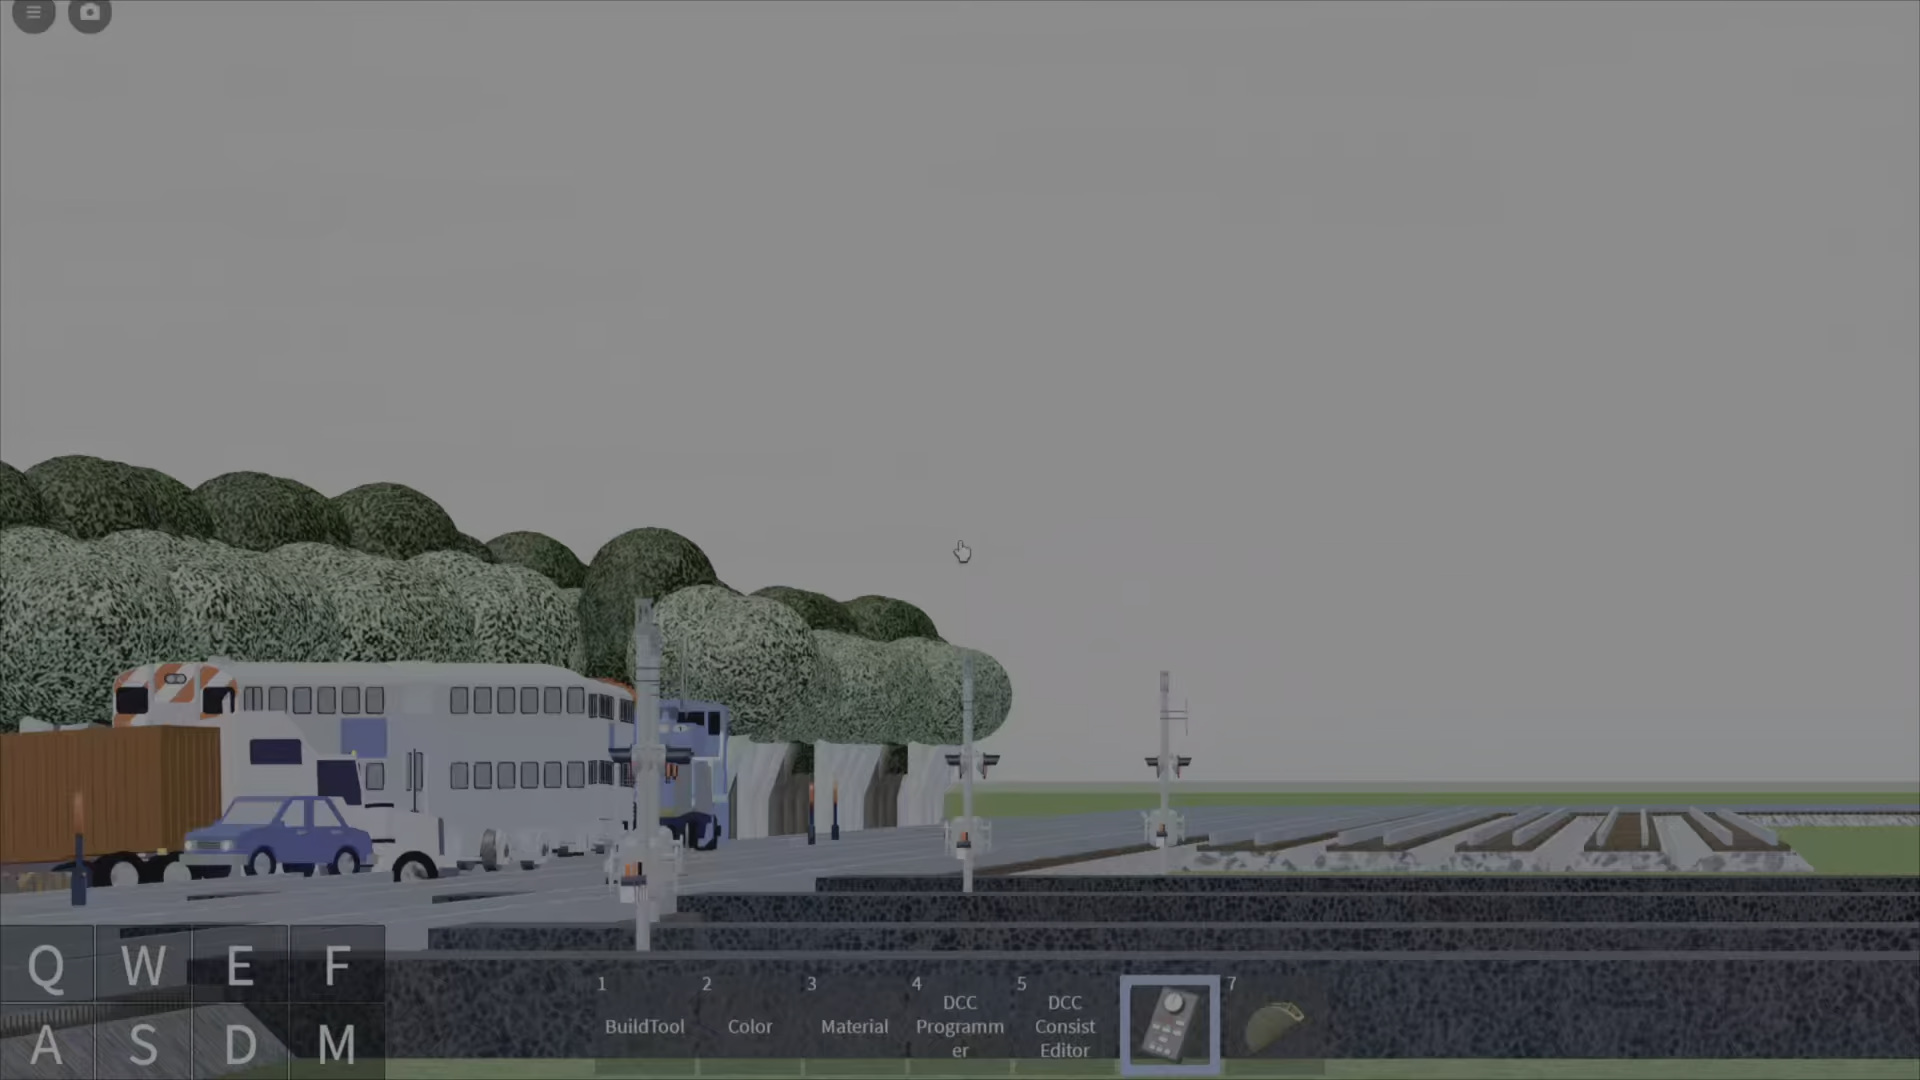 1
2
3
4
5
7
BuildTool
Color
Material
DCC
Programm
er
DCC
Consist
Editor
Q W E F
A S D M